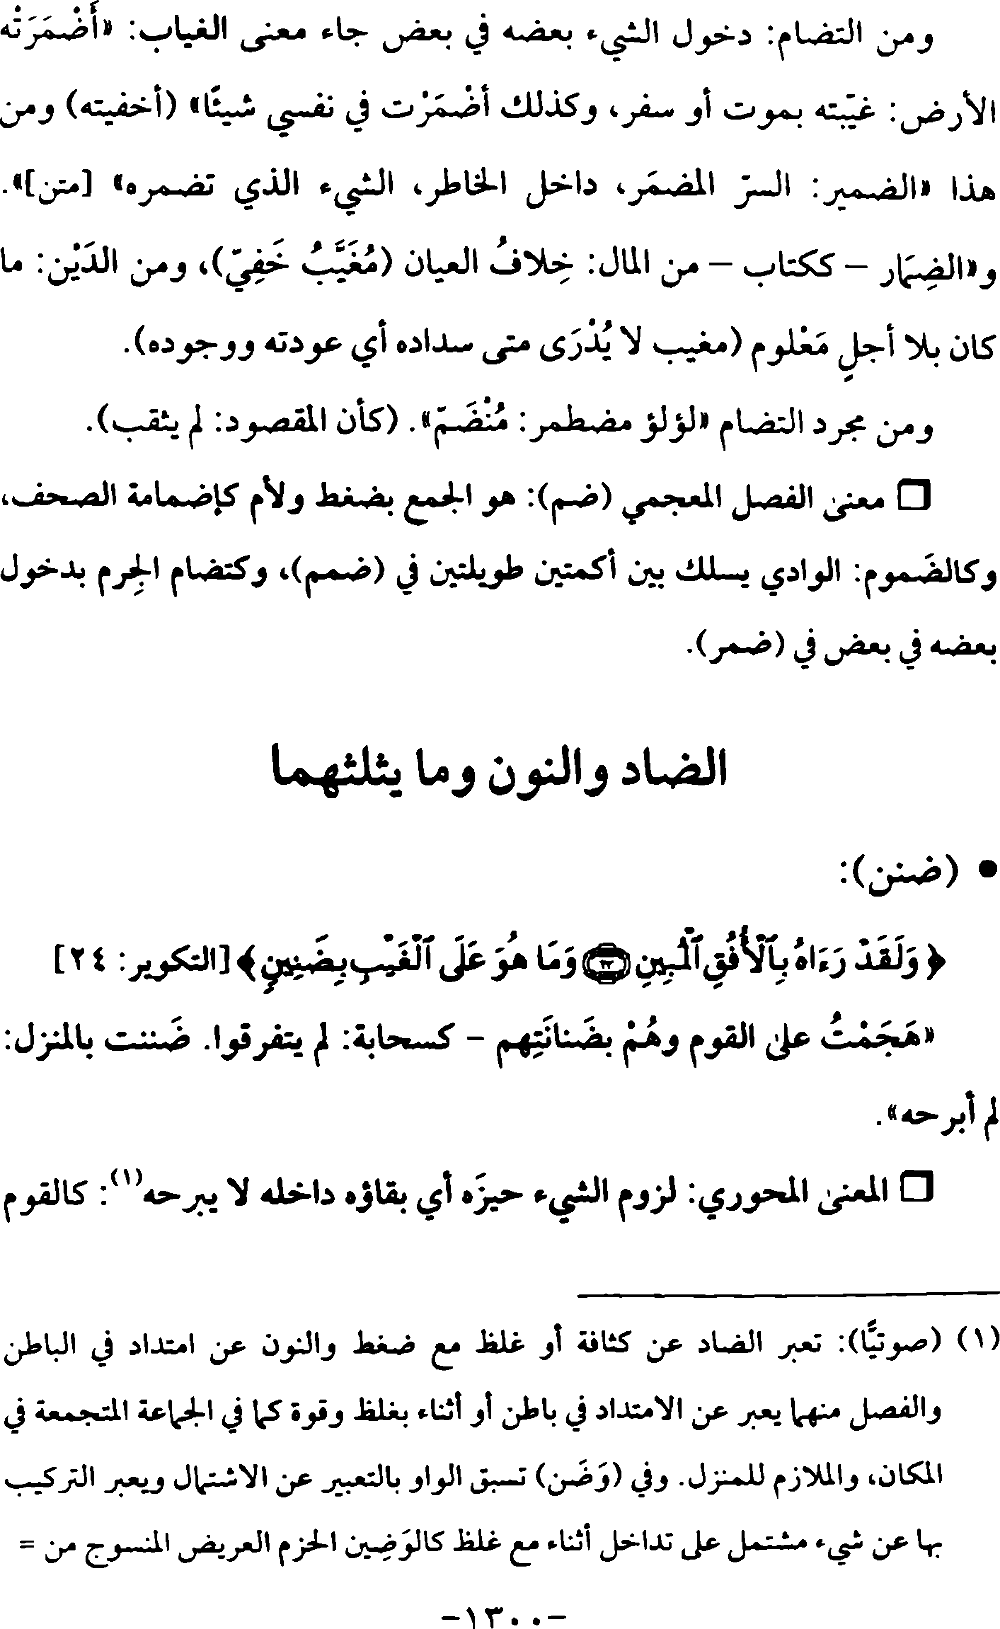 ومن التضام: دخول الشيء بعضه في بعض جاء معنى الغياب: «أَضْمَرَتْه
الأرض: غيّبته بموت أو سفر، وكذلك أضْمَرْت في نفسي شيئًا» (أخفيته) ومن
هذا «الضمير: السرّ المضمَر، داخل الخاطر، الشيء الذي تضمره» [متن]».
و«الضِمَار – ككتاب – من المال: خِلافُ العيان (مُغَيَّبٌ خَفِيّ)، ومن الدَيْن: ما
كان بلا أجلٍ مَعْلوم (مغيب لا يُدْرَى متى سداده أي عودته ووجوده).
ومن مجرد التضام «لؤلؤ مضطمر: مُنْضَمّ». (كأن المقصود: لم يثقب).
❒ معنى الفصل المعجمي (ضم): هو الجمع بضغط ولأم كإضمامة الصحف،
وكالضَموم: الوادي يسلك بين أكمتين طويلتين في (ضمم)، وكتضام الجِرم بدخول
بعضه في بعض في (ضمر).
الضاد والنون وما يثلثهما
• (ضنن):
﴿وَلَقَدْ رَءَاهُ بِٱلْأُفُقِ ٱلْمُبِينِ ۝٢٣ وَمَا هُوَ عَلَى ٱلْغَيْبِ بِضَنِينٍ﴾ [التكوير: ٢٤]
«هَجَمْتُ على القوم وهُمْ بضَنانَتِهم – كسحابة: لم يتفرقوا. ضَننت بالمنزل:
لم أبرحه».
❒ المعنى المحوري: لزوم الشيء حيزَه أي بقاؤه داخله لا يبرحه(١): كالقوم
(١) (صوتيًّا): تعبر الضاد عن كثافة أو غلظ مع ضغط والنون عن امتداد في الباطن
والفصل منهما يعبر عن الامتداد في باطن أو أثناء بغلظ وقوة كما في الجماعة المتجمعة في
المكان، والملازم للمنزل. وفي (وَضَن) تسبق الواو بالتعبير عن الاشتمال ويعبر التركيب
بها عن شيء مشتمل على تداخل أثناء مع غلظ كالوَضِين الحزم العريض المنسوج من =
-١٣٠٠-